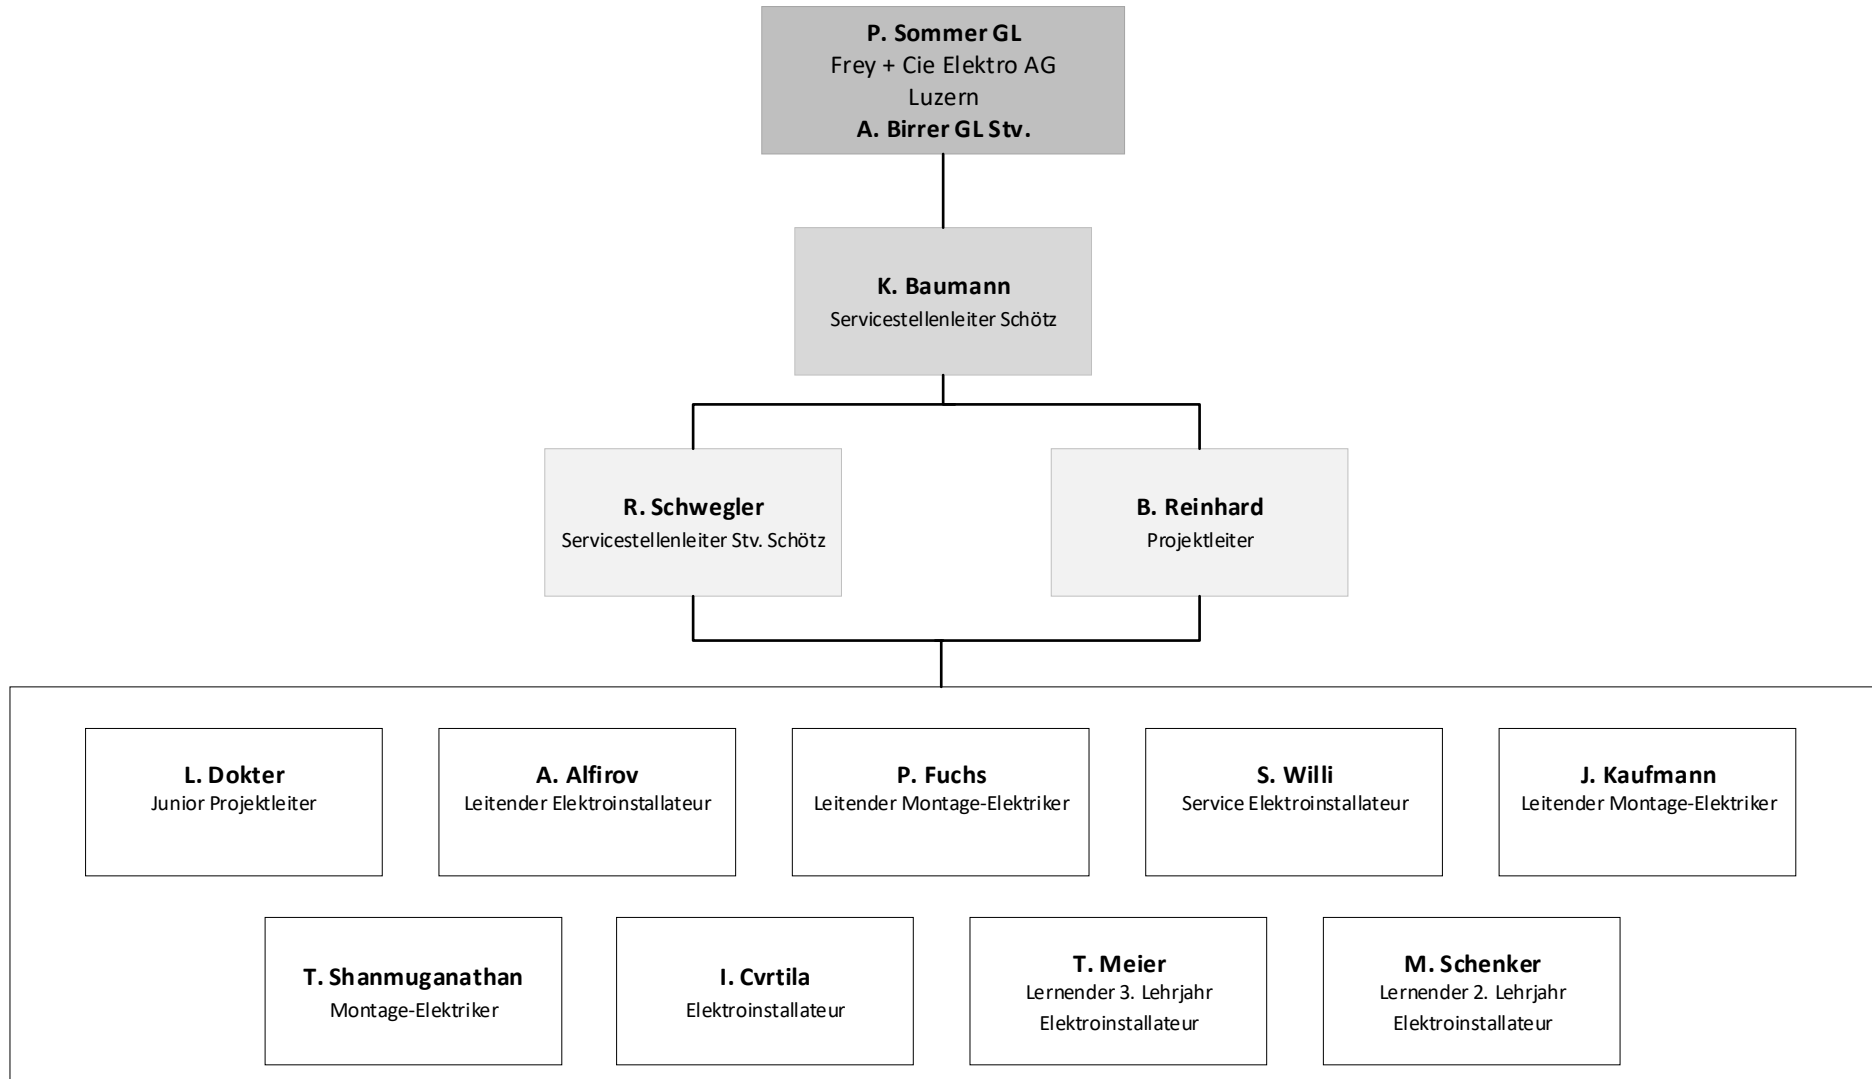 P. Sommer GL
Frey + Cie Elektro AG
Luzern
A. Birrer GL Stv.
K. Baumann
Servicestellenleiter Schötz
R. Schwegler
Servicestellenleiter Stv. Schötz
B. Reinhard
Projektleiter
L. Dokter
Junior Projektleiter
A. Alfirov
Leitender Elektroinstallateur
P. Fuchs
Leitender Montage-Elektriker
S. Willi
Service Elektroinstallateur
J. Kaufmann
Leitender Montage-Elektriker
T. Shanmuganathan
Montage-Elektriker
I. Cvrtila
Elektroinstallateur
T. Meier
Lernender 3. Lehrjahr
Elektroinstallateur
M. Schenker
Lernender 2. Lehrjahr
Elektroinstallateur